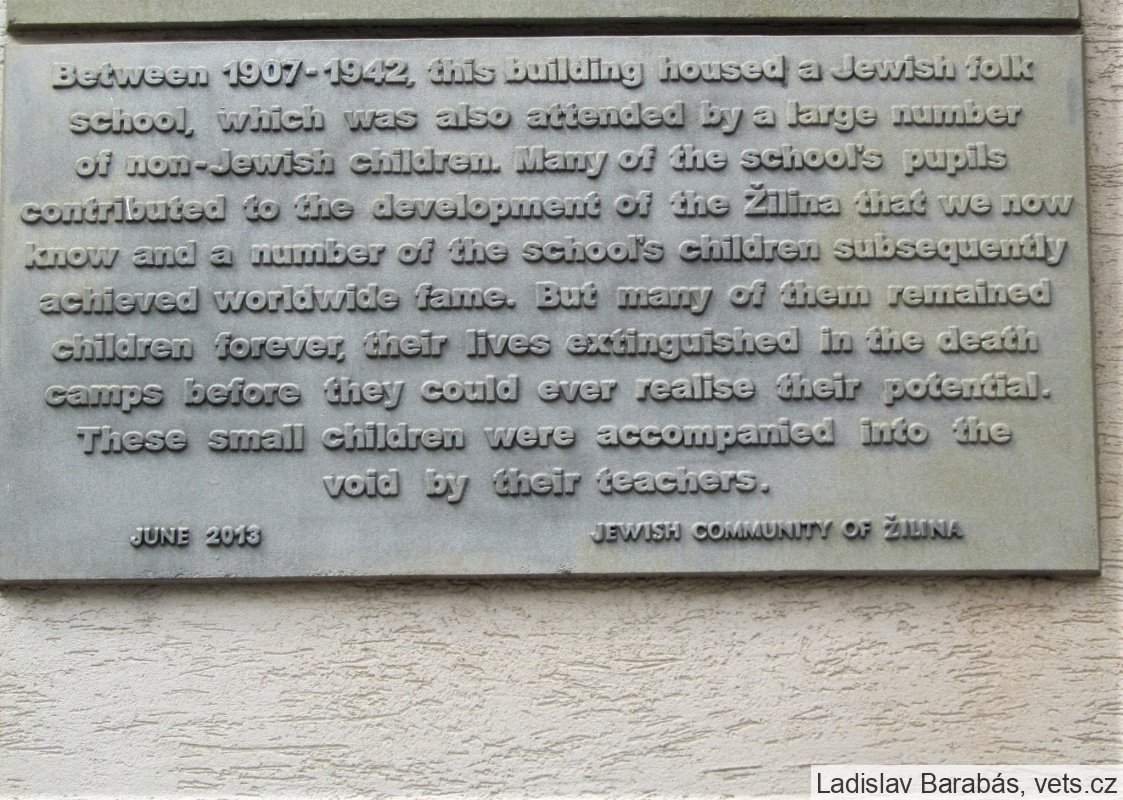 Between 1907-1942, this building housed a Jewish folk
school, which was also attended by a large number
of non-Jewish children. Many of the school's pupils
contributed to the development of the Žilina that we now
know and a number of the school's children subsequently
achieved worldwide fame. But many of them remained
children forever, their lives extinguished in the death
camps before they could ever realise their potential.
These small children were accompanied into the
void by their teachers.
JUNE 2013 JEWISH COMMUNITY OF ŽILINA
Ladislav Barabás, vets.cz